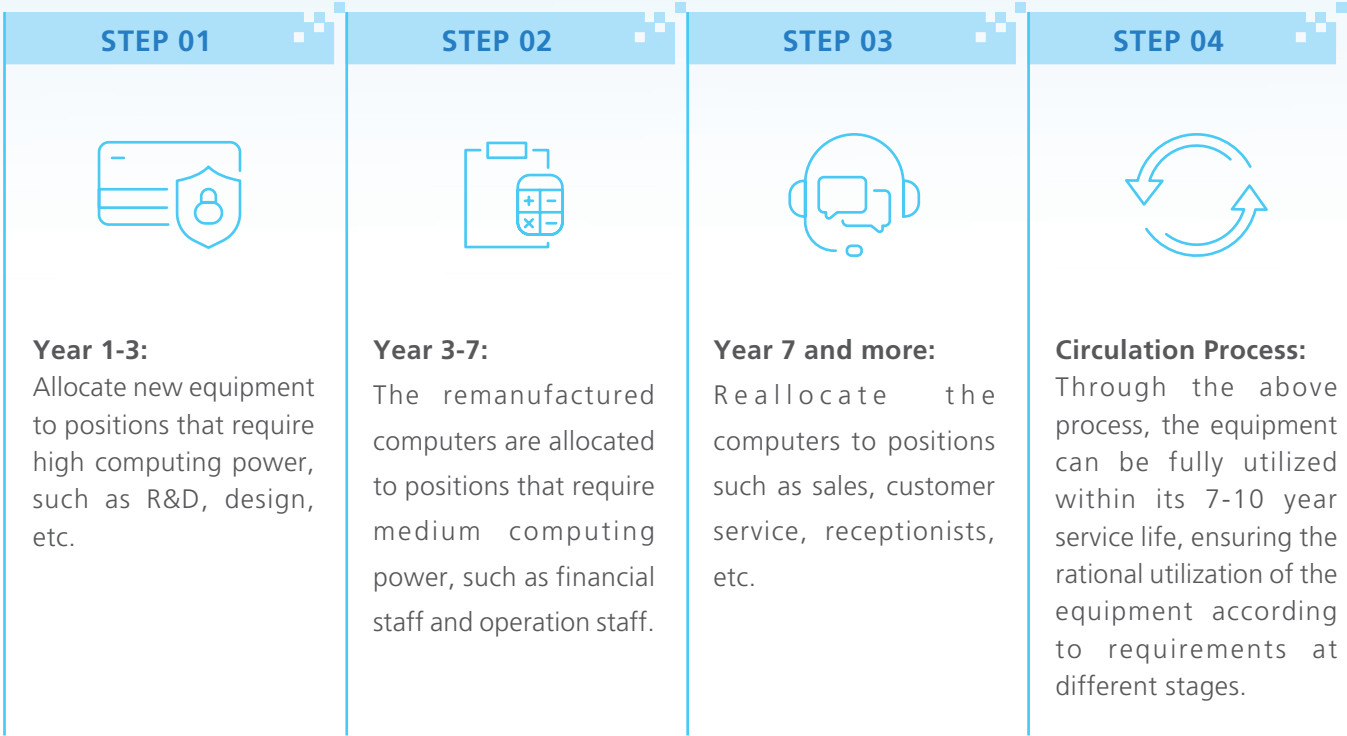 STEP 01
Year 1-3:
Allocate new equipment
to positions that require
high computing power,
such as R&D, design,
etc.
STEP 02
Year 3-7:
The remanufactured
computers are allocated
to positions that require
medium computing
power, such as financial
staff and operation staff.
STEP 03
Year 7 and more:
Reallocate the
computers to positions
such as sales, customer
service, receptionists,
etc.
STEP 04
Circulation Process:
Through the above
process, the equipment
can be fully utilized
within its 7-10 year
service life, ensuring the
rational utilization of the
equipment according
to requirements at
different stages.